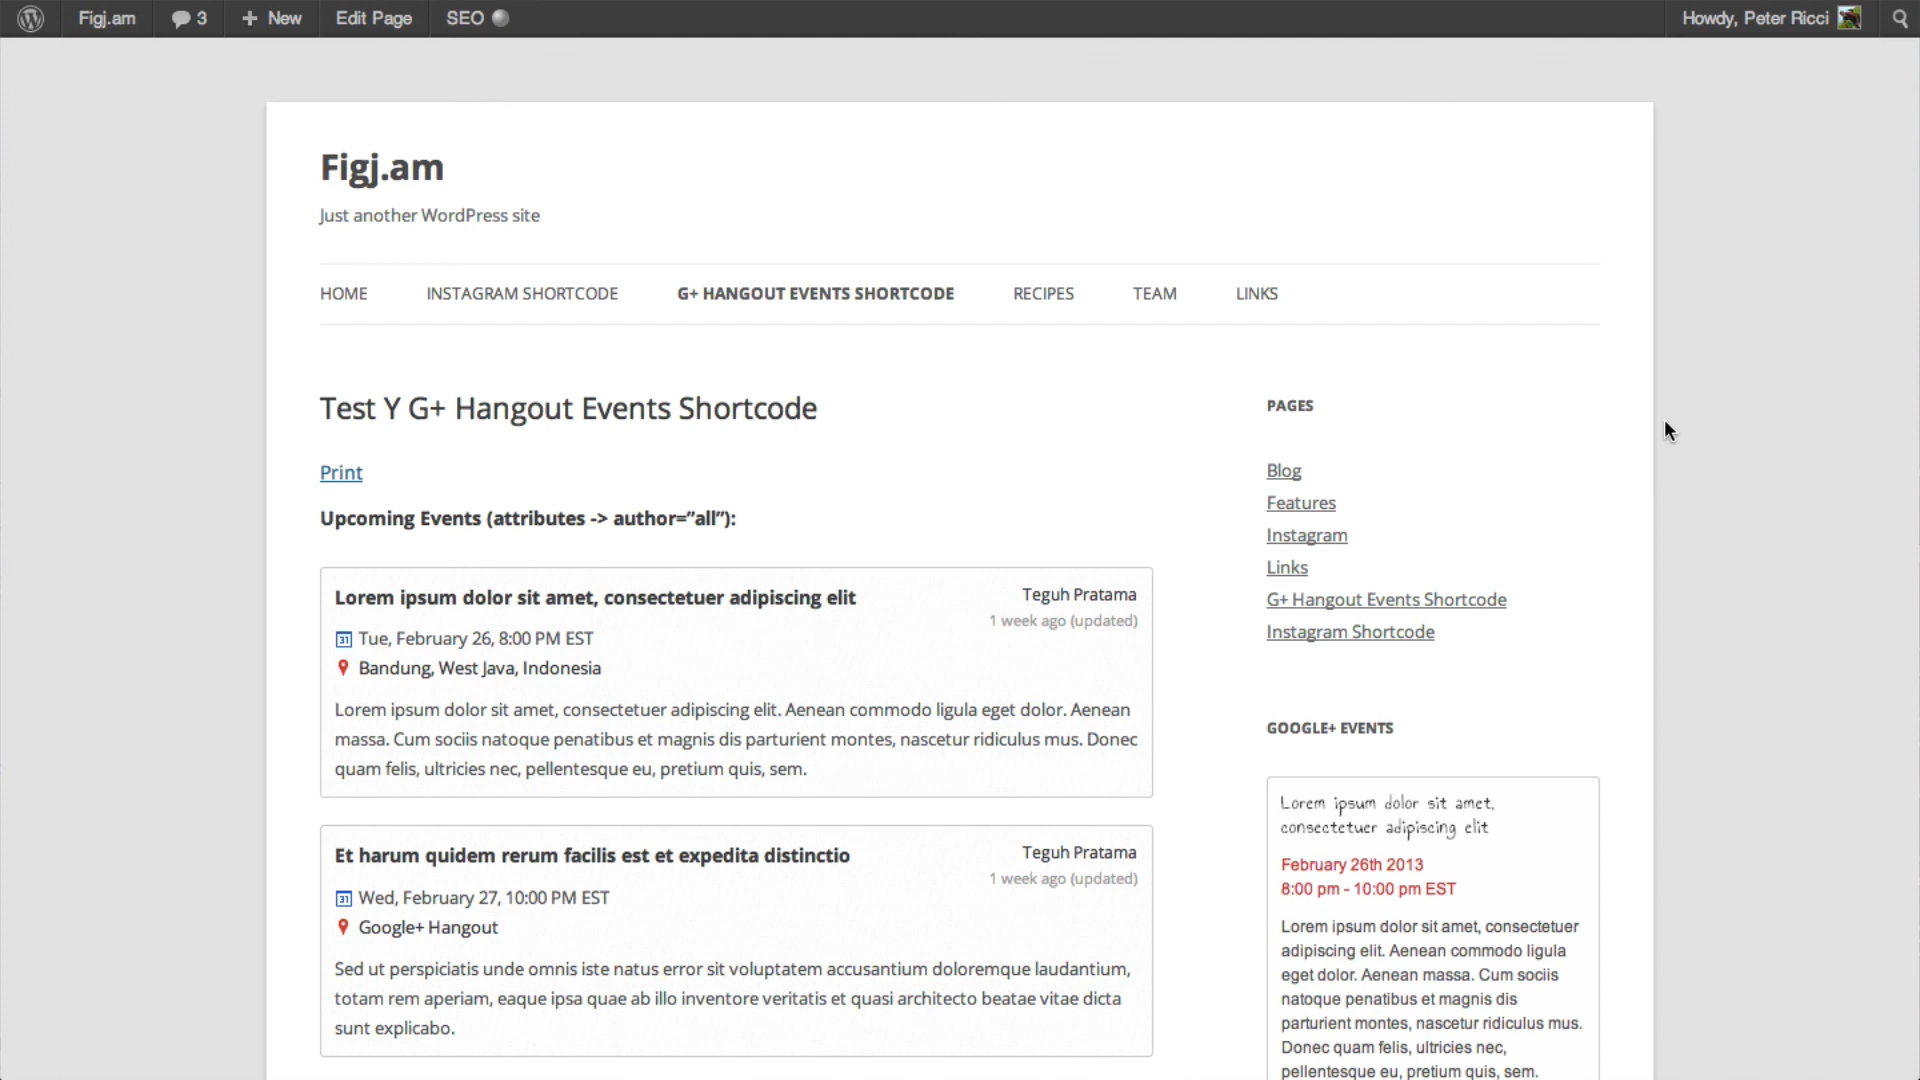 Figj.am
3
New
Edit Page
SEO
Howdy, Peter Ricci
Figj.am
Just another WordPress site
HOME
INSTAGRAM SHORTCODE
G+ HANGOUT EVENTS SHORTCODE
RECIPES
TEAM
LINKS
Test Y G+ Hangout Events Shortcode
Print
Upcoming Events (attributes -> author=”all”):
Lorem ipsum dolor sit amet, consectetuer adipiscing elit
Teguh Pratama
1 week ago (updated)
31 Tue, February 26, 8:00 PM EST
Bandung, West Java, Indonesia
Lorem ipsum dolor sit amet, consectetuer adipiscing elit. Aenean commodo ligula eget dolor. Aenean
massa. Cum sociis natoque penatibus et magnis dis parturient montes, nascetur ridiculus mus. Donec
quam felis, ultricies nec, pellentesque eu, pretium quis, sem.
Et harum quidem rerum facilis est et expedita distinctio
Teguh Pratama
1 week ago (updated)
31 Wed, February 27, 10:00 PM EST
Google+ Hangout
Sed ut perspiciatis unde omnis iste natus error sit voluptatem accusantium doloremque laudantium,
totam rem aperiam, eaque ipsa quae ab illo inventore veritatis et quasi architecto beatae vitae dicta
sunt explicabo.
PAGES
Blog
Features
Instagram
Links
G+ Hangout Events Shortcode
Instagram Shortcode
GOOGLE+ EVENTS
Lorem ipsum dolor sit amet,
consectetuer adipiscing elit
February 26th 2013
8:00 pm - 10:00 pm EST
Lorem ipsum dolor sit amet, consectetuer
adipiscing elit. Aenean commodo ligula
eget dolor. Aenean massa. Cum sociis
natoque penatibus et magnis dis
parturient montes, nascetur ridiculus mus.
Donec quam felis, ultricies nec,
pellentesque eu, pretium quis, sem.